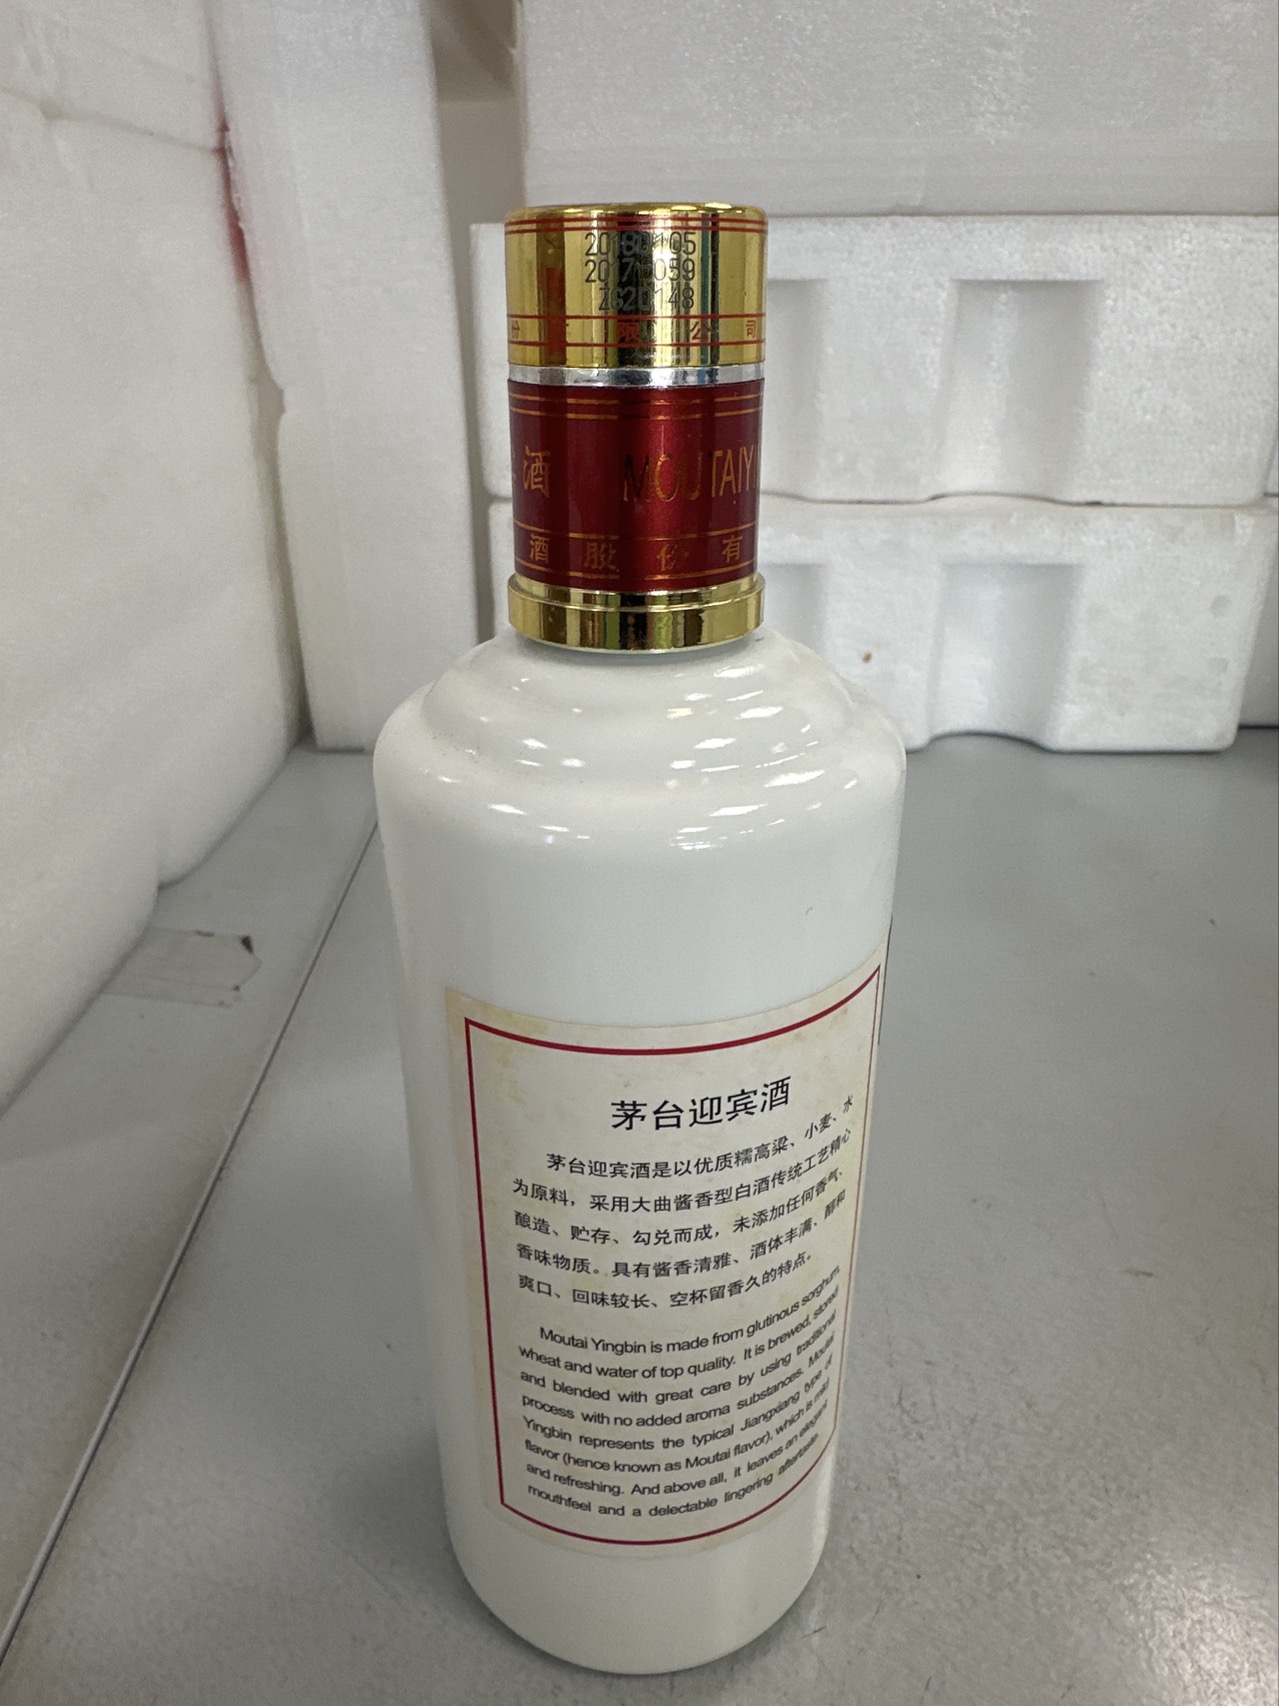 20180105
20171059
ZG20148
份 有 限 公 司
酒 MOUTAIY
酒 股 份 有
茅台迎宾酒
茅台迎宾酒是以优质糯高粱、小麦、水
为原料，采用大曲酱香型白酒传统工艺精心
酿造、贮存、勾兑而成，未添加任何香气、
香味物质。具有酱香清雅、酒体丰满、醇和
爽口、回味较长、空杯留香久的特点。
Moutai Yingbin is made from glutinous sorghum,
wheat and water of top quality. It is brewed, stored
and blended with great care by using traditional
process with no added aroma substances. Moutai
Yingbin represents the typical Jiangxiang type of
flavor (hence known as Moutai flavor), which is mild
and refreshing. And above all, it leaves an elegant
mouthfeel and a delectable lingering aftertaste.